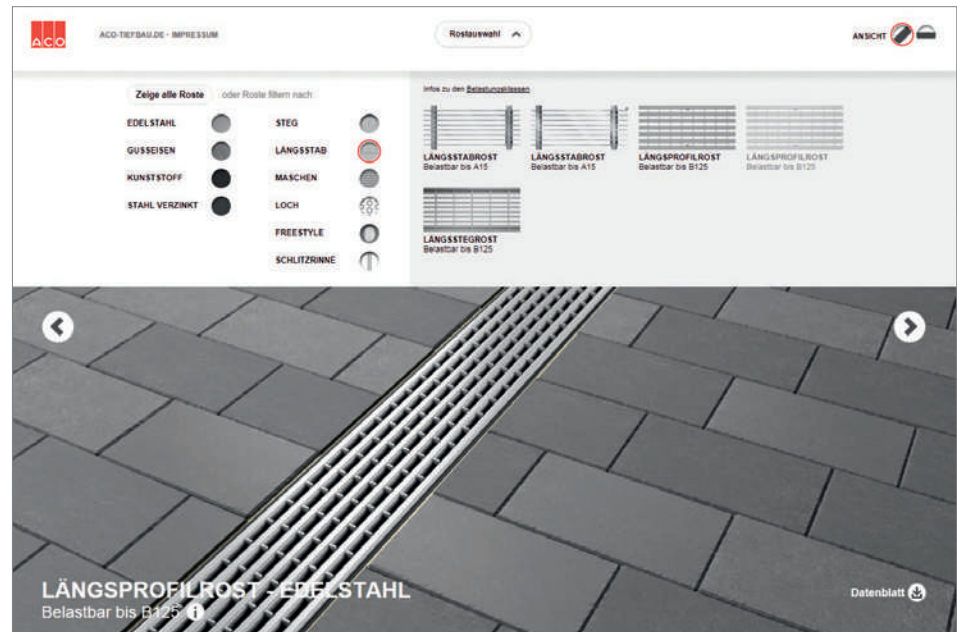 ACO
ACO-TIEFBAU.DE - IMPRESSUM
Rostauswahl
ANSICHT
Zeige alle Roste
oder Roste filtern nach:
EDELSTAHL
GUSSEISEN
KUNSTSTOFF
STAHL VERZINKT
STEG
LÄNGSSTAB
MASCHEN
LOCH
FREESTYLE
SCHLITZRINNE
Infos zu den Belastungsklassen
LÄNGSSTABROST
Belastbar bis A15
LÄNGSSTABROST
Belastbar bis A15
LÄNGSPROFILROST
Belastbar bis B125
LÄNGSPROFILROST
Belastbar bis B125
LÄNGSSTEGROST
Belastbar bis B125
LÄNGSPROFILROST - EDELSTAHL
Belastbar bis B125 i
Datenblatt